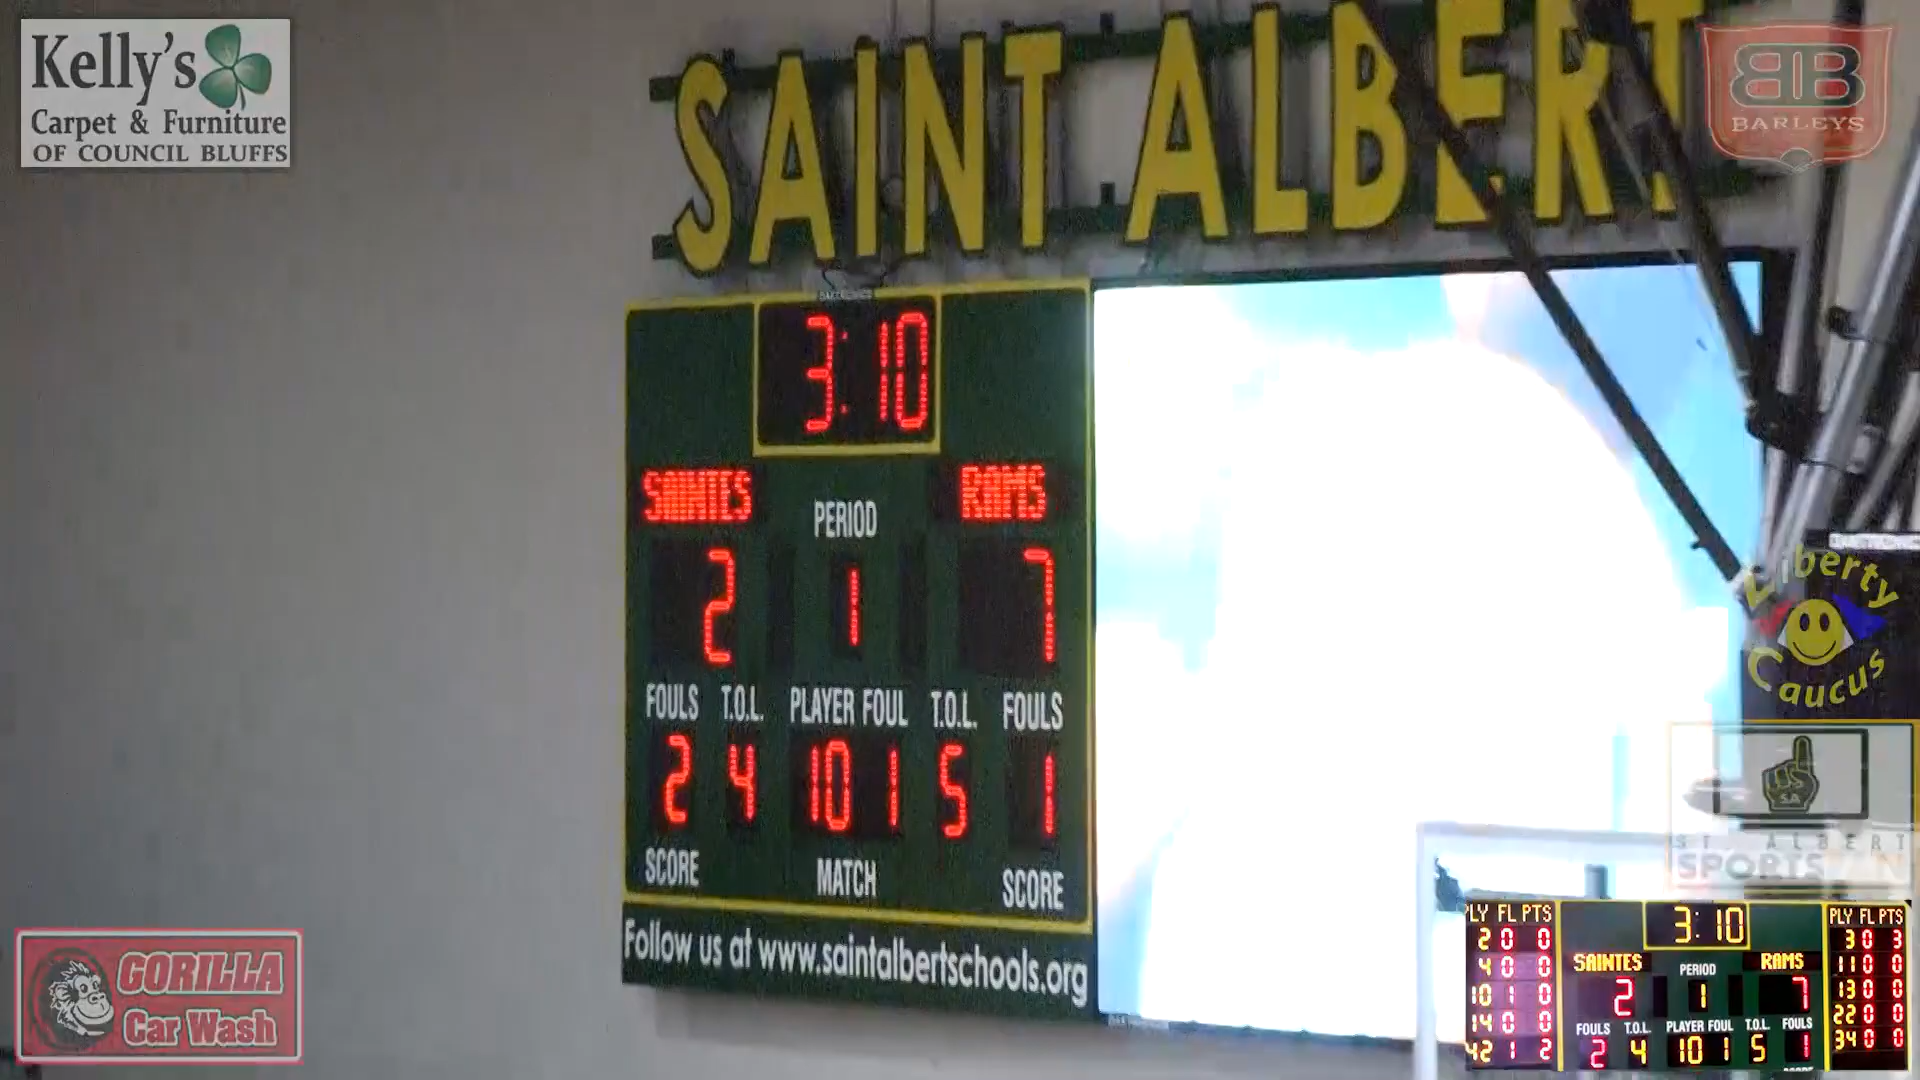 Kelly's
Carpet & Furniture
OF COUNCIL BLUFFS
SAINT ALBERT
BB
BARLEYS
DAKTRONICS
3:10
SAINTES
RAMS
PERIOD
2 1 7
FOULS T.O.L. PLAYER FOUL T.O.L. FOULS
2 4 10 1 5 1
SCORE MATCH SCORE
Follow us at www.saintalbertschools.org
Liberty
Caucus
SA
ST. ALBERT
SPORTS FAN
GORILLA
Car Wash
PLY FL PTS
2 0 0
4 0 0
10 1 0
14 0 0
42 1 2
3:10
SAINTES
RAMS
PERIOD
2 1 7
FOULS T.O.L. PLAYER FOUL T.O.L. FOULS
2 4 10 1 5 1
PLY FL PTS
3 0 3
11 0 0
13 0 0
22 0 0
34 0 0